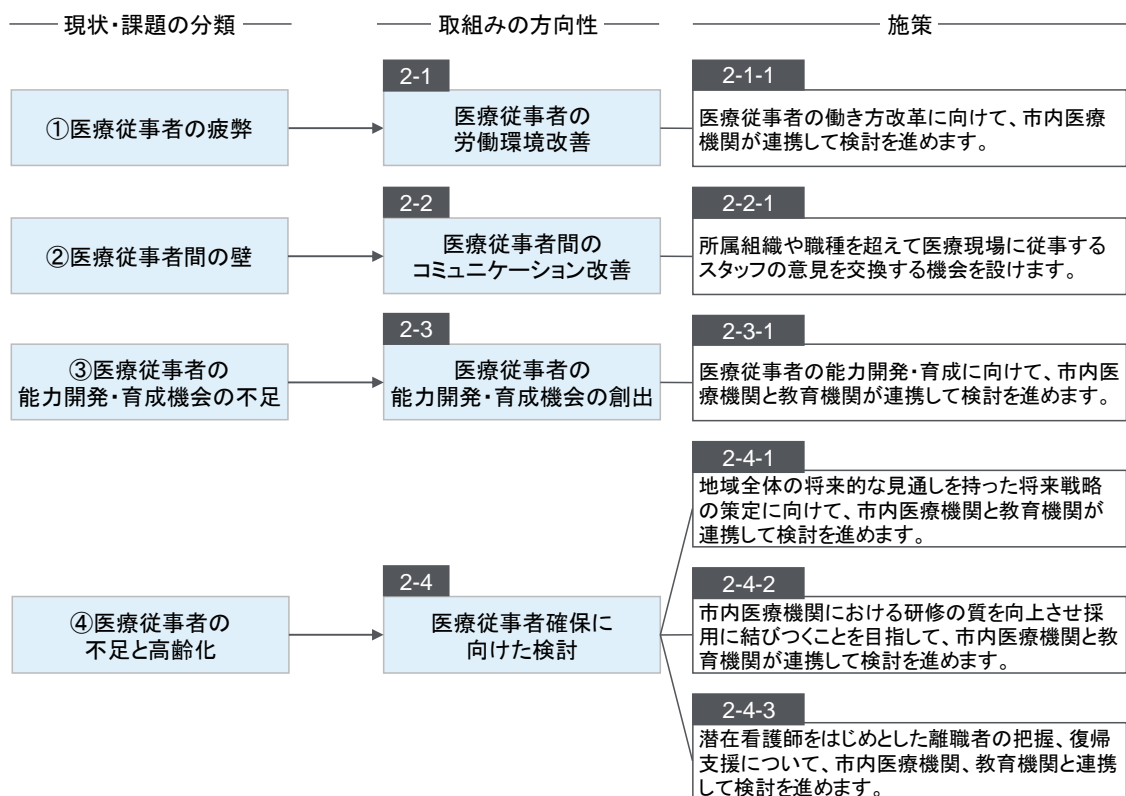 現状・課題の分類
取組みの方向性
施策
①医療従事者の疲弊
2-1
医療従事者の
労働環境改善
2-1-1
医療従事者の働き方改革に向けて、市内医療
機関が連携して検討を進めます。
②医療従事者間の壁
2-2
医療従事者間の
コミュニケーション改善
2-2-1
所属組織や職種を超えて医療現場に従事する
スタッフの意見を交換する機会を設けます。
③医療従事者の
能力開発・育成機会の不足
2-3
医療従事者の
能力開発・育成機会の創出
2-3-1
医療従事者の能力開発・育成に向けて、市内医
療機関と教育機関が連携して検討を進めます。
④医療従事者の
不足と高齢化
2-4
医療従事者確保に
向けた検討
2-4-1
地域全体の将来的な見通しを持った将来戦略
の策定に向けて、市内医療機関と教育機関が
連携して検討を進めます。
2-4-2
市内医療機関における研修の質を向上させ採
用に結びつくことを目指して、市内医療機関と教
育機関が連携して検討を進めます。
2-4-3
潜在看護師をはじめとした離職者の把握、復帰
支援について、市内医療機関、教育機関と連携
して検討を進めます。